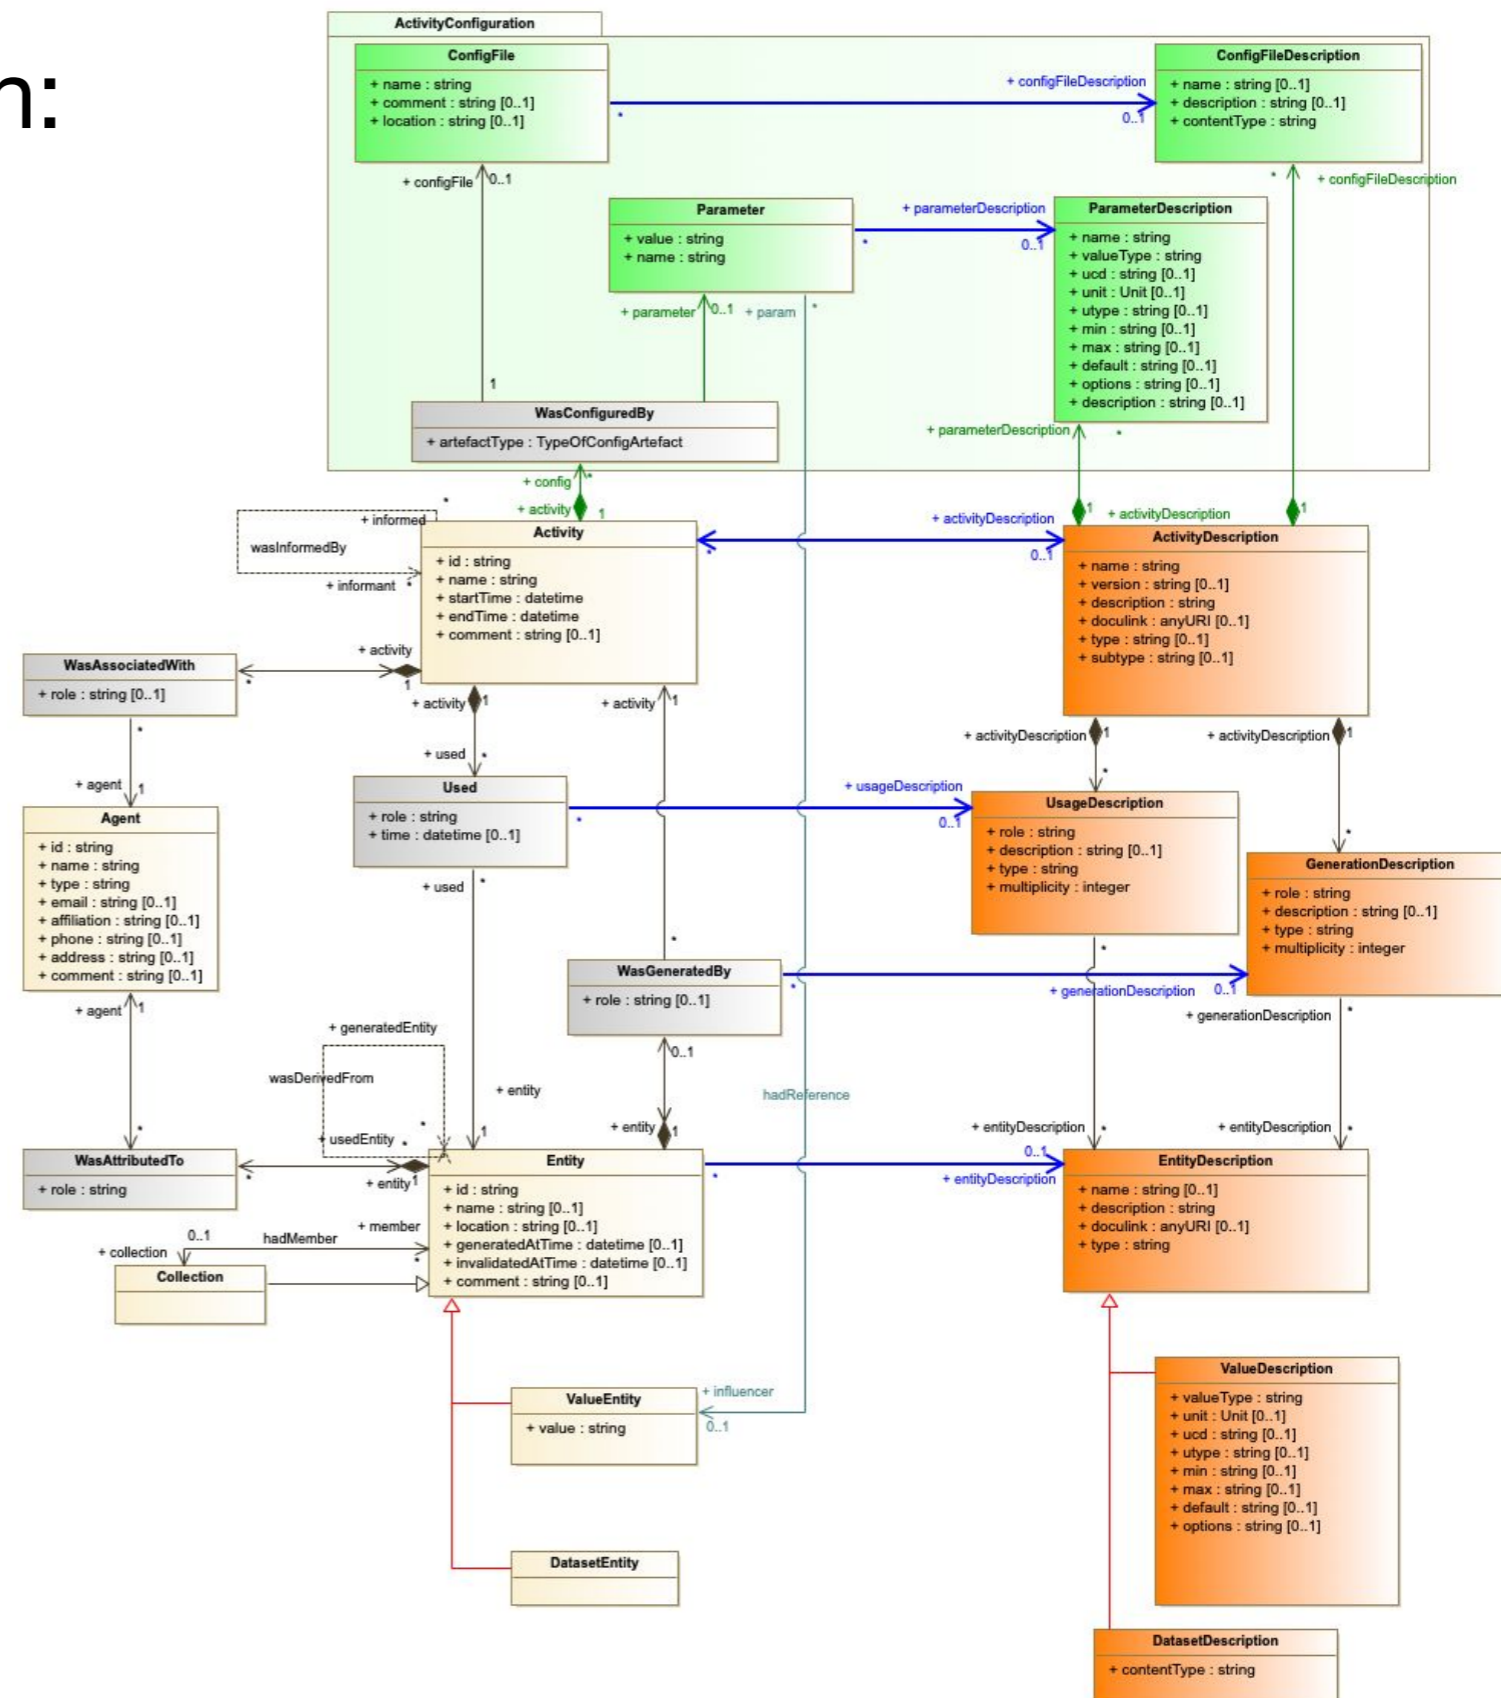 n:
ActivityConfiguration
ConfigFile
+ name : string
+ comment : string [0..1]
+ location : string [0..1]
+ configFileDescription
*
0..1
ConfigFileDescription
+ name : string [0..1]
+ description : string [0..1]
+ contentType : string
+ configFile
0..1
*
+ configFileDescription
Parameter
+ value : string
+ name : string
+ parameterDescription
*
0..1
ParameterDescription
+ name : string
+ valueType : string
+ ucd : string [0..1]
+ unit : Unit [0..1]
+ utype : string [0..1]
+ min : string [0..1]
+ max : string [0..1]
+ default : string [0..1]
+ options : string [0..1]
+ description : string [0..1]
+ parameter
0..1
+ param
*
1
WasConfiguredBy
+ artefactType : TypeOfConfigArtefact
+ parameterDescription
*
+ config
*
+ activity
1
*
+ informed
wasInformedBy
+ informant
*
Activity
+ id : string
+ name : string
+ startTime : datetime
+ endTime : datetime
+ comment : string [0..1]
+ activityDescription
*
0..1
1
+ activityDescription
1
ActivityDescription
+ name : string
+ version : string [0..1]
+ description : string
+ doculink : anyURI [0..1]
+ type : string [0..1]
+ subtype : string [0..1]
WasAssociatedWith
+ role : string [0..1]
*
+ activity
1
+ activity
1
+ activity
1
+ activityDescription
1
+ activityDescription
1
*
+ agent
1
+ used
*
*
*
Agent
+ id : string
+ name : string
+ type : string
+ email : string [0..1]
+ affiliation : string [0..1]
+ phone : string [0..1]
+ address : string [0..1]
+ comment : string [0..1]
Used
+ role : string
+ time : datetime [0..1]
+ usageDescription
*
0..1
UsageDescription
+ role : string
+ description : string [0..1]
+ type : string
+ multiplicity : integer
GenerationDescription
+ role : string
+ description : string [0..1]
+ type : string
+ multiplicity : integer
+ used
*
*
*
WasGeneratedBy
+ role : string [0..1]
*
+ generationDescription
0..1
+ generationDescription
*
+ agent
1
+ generatedEntity
wasDerivedFrom
*
+ usedEntity
*
+ entity
1
0..1
+ entity
1
hadReference
+ entityDescription
*
+ entityDescription
*
*
WasAttributedTo
+ role : string
*
+ entity
1
Entity
+ id : string
+ name : string [0..1]
+ location : string [0..1]
+ generatedAtTime : datetime [0..1]
+ invalidatedAtTime : datetime [0..1]
+ comment : string [0..1]
*
0..1
+ entityDescription
EntityDescription
+ name : string [0..1]
+ description : string
+ doculink : anyURI [0..1]
+ type : string
+ member
*
0..1
hadMember
+ collection
Collection
ValueEntity
+ value : string
+ influencer
0..1
ValueDescription
+ valueType : string
+ unit : Unit [0..1]
+ ucd : string [0..1]
+ utype : string [0..1]
+ min : string [0..1]
+ max : string [0..1]
+ default : string [0..1]
+ options : string [0..1]
DatasetEntity
DatasetDescription
+ contentType : string